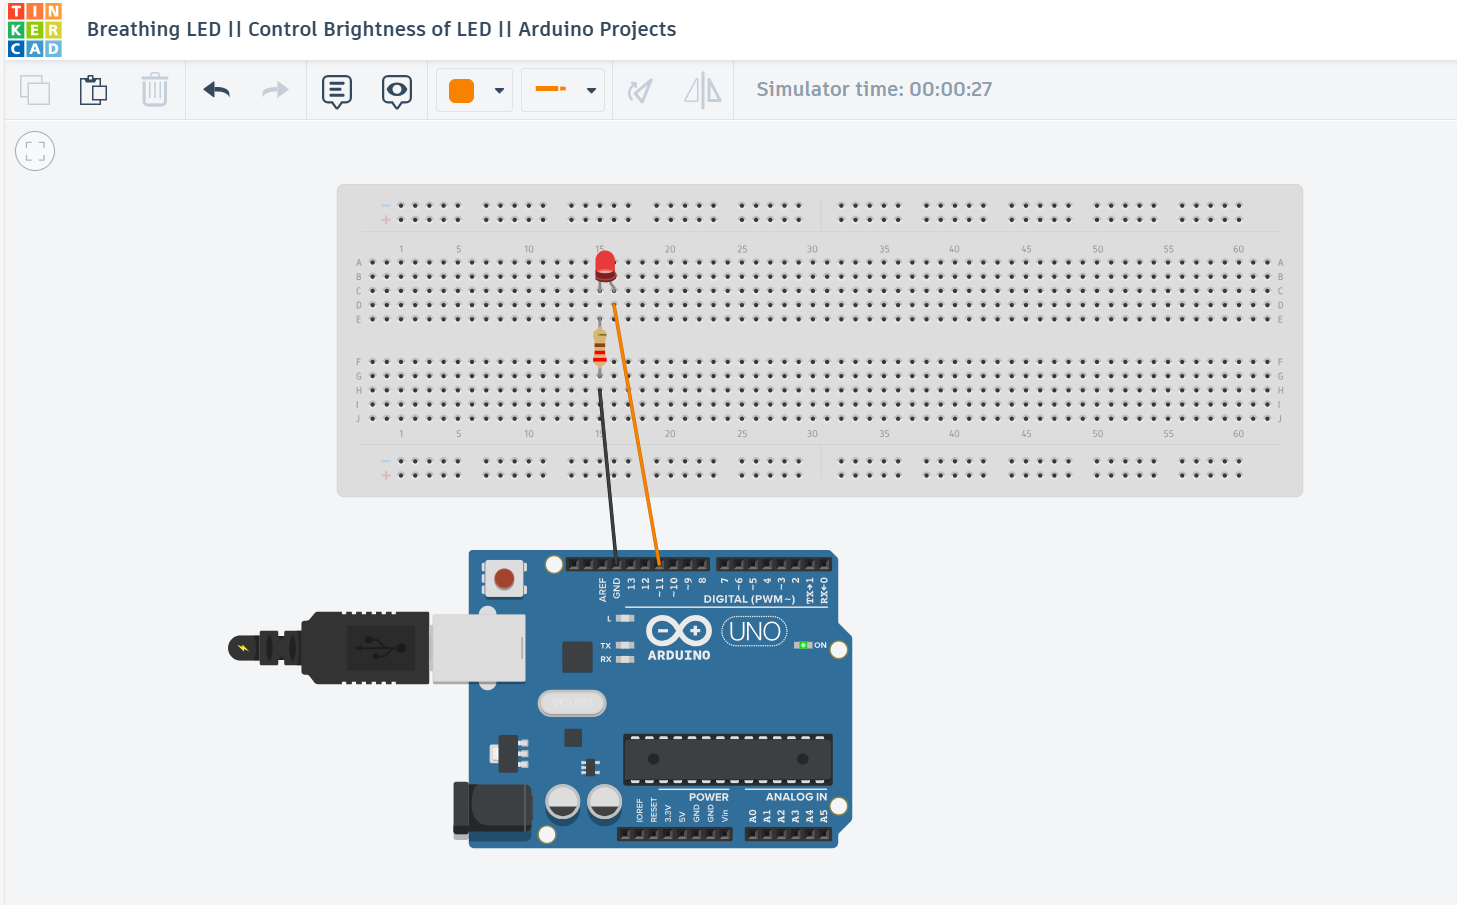 TIN
KER
CAD
Breathing LED || Control Brightness of LED || Arduino Projects
Simulator time: 00:00:27
− −
+ +
1 5 10 15 20 25 30 35 40 45 50 55 60
A A
B B
C C
D D
E E
F F
G G
H H
I I
J J
1 5 10 15 20 25 30 35 40 45 50 55 60
−
+
AREF GND 13 12 ~11 ~10 ~9 8 7 ~6 ~5 4 ~3 2 TX→1 RX←0
DIGITAL (PWM~)
L
TX
RX
ARDUINO
UNO
ON
POWER ANALOG IN
IOREF RESET 3.3V 5V GND GND Vin A0 A1 A2 A3 A4 A5